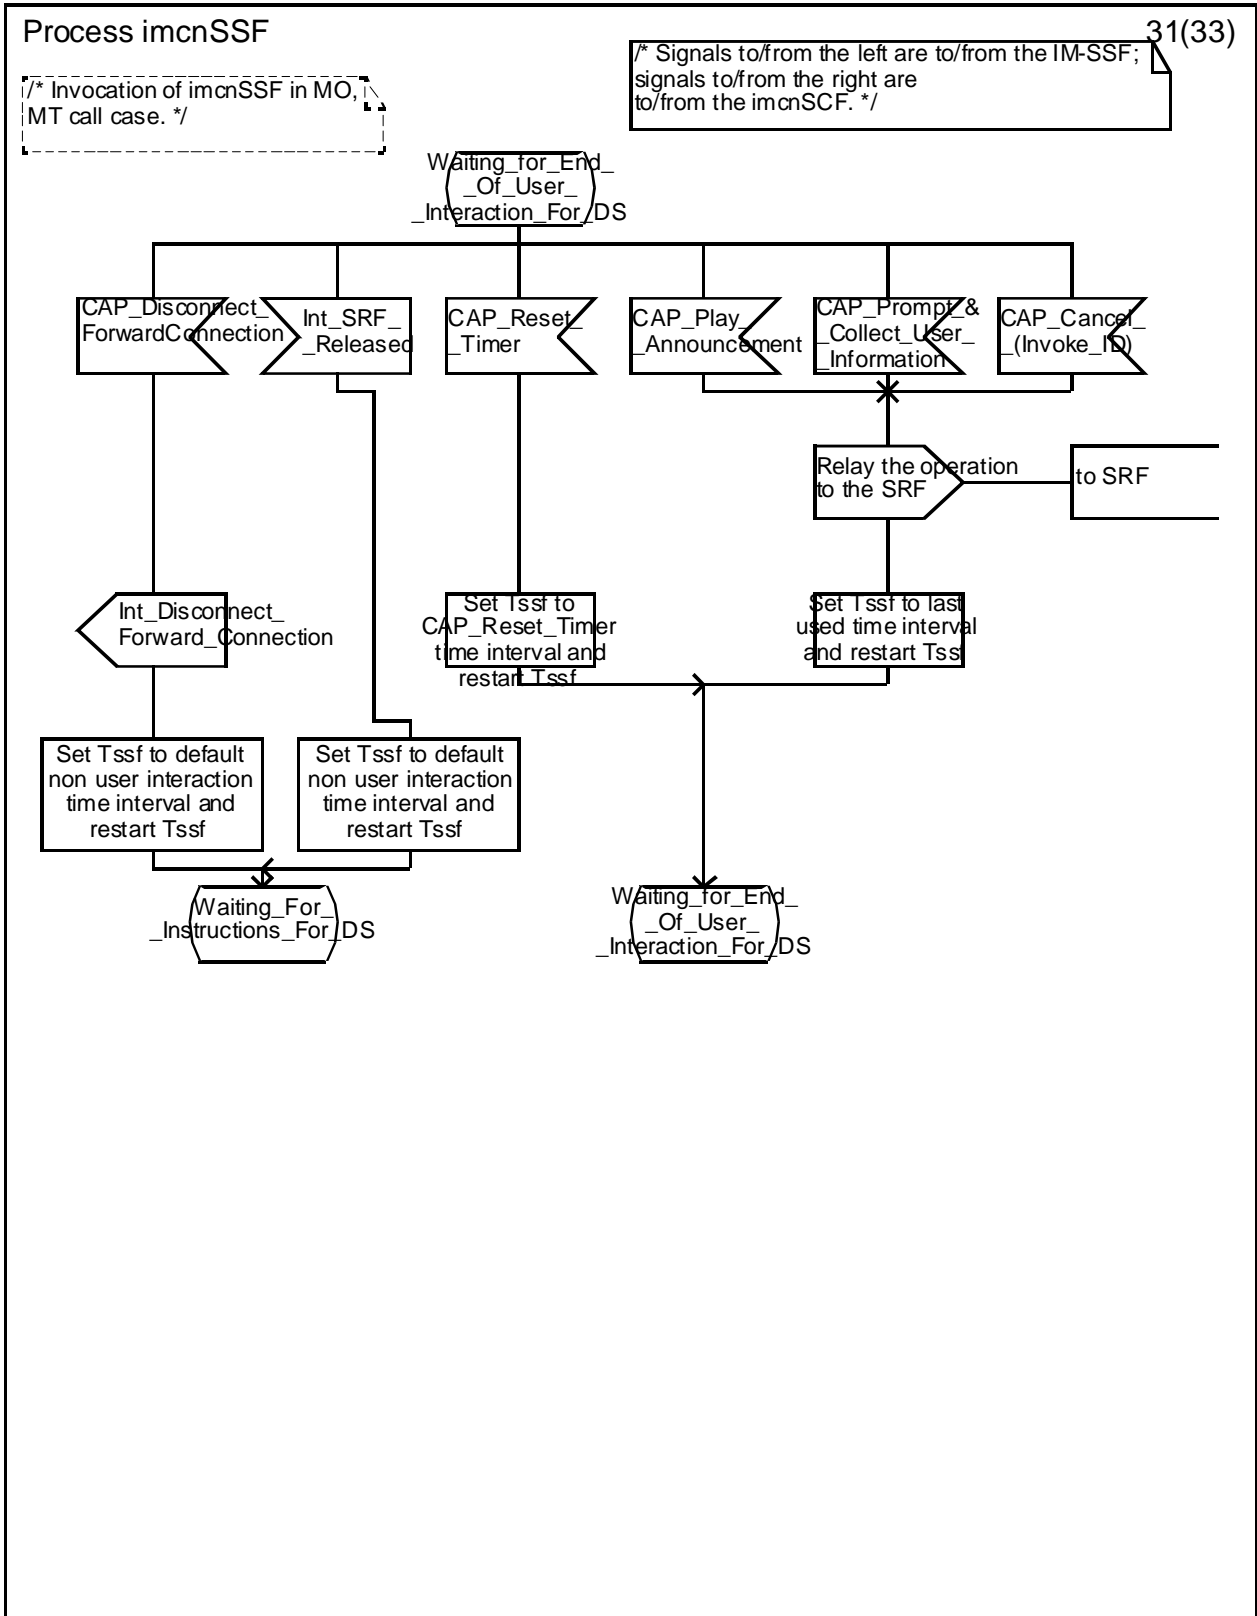 Process imcnSSF
31(33)
/* Invocation of imcnSSF in MO,
MT call case. */
/* Signals to/from the left are to/from the IM-SSF;
signals to/from the right are
to/from the imcnSCF. */
Waiting_for_End_
_Of_User_
_Interaction_For_DS
CAP_Disconnect_
ForwardConnection
Int_SRF_
_Released
CAP_Reset_
_Timer
CAP_Play_
_Announcement
CAP_Prompt_&
_Collect_User_
_Information
CAP_Cancel_
_(Invoke_ID)
Relay the operation
to the SRF
to SRF
Int_Disconnect_
Forward_Connection
Set Tssf to
CAP_Reset_Timer
time interval and
restart Tssf
Set Tssf to last
used time interval
and restart Tssf
Set Tssf to default
non user interaction
time interval and
restart Tssf
Set Tssf to default
non user interaction
time interval and
restart Tssf
Waiting_For_
_Instructions_For_DS
Waiting_for_End_
_Of_User_
_Interaction_For_DS